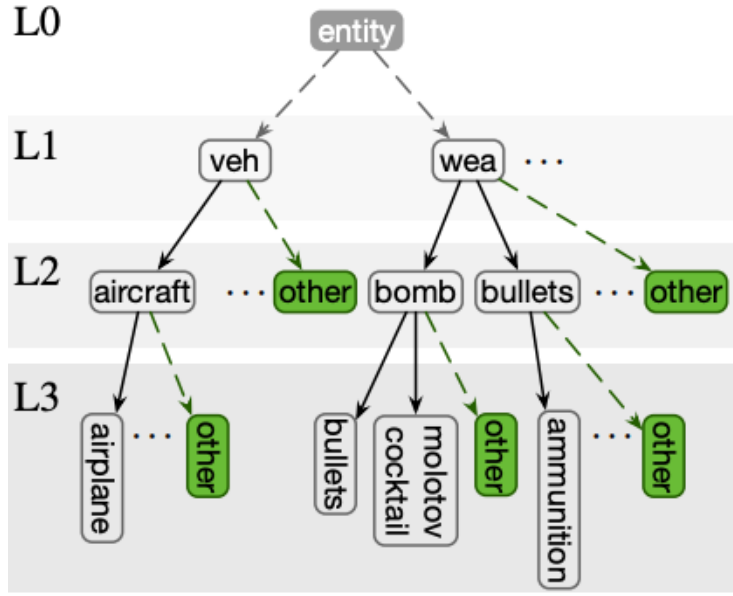 L0
entity
L1
veh
wea
...
L2
aircraft
...
other
bomb
bullets
...
other
L3
airplane
...
other
bullets
molotov
cocktail
other
ammunition
...
other